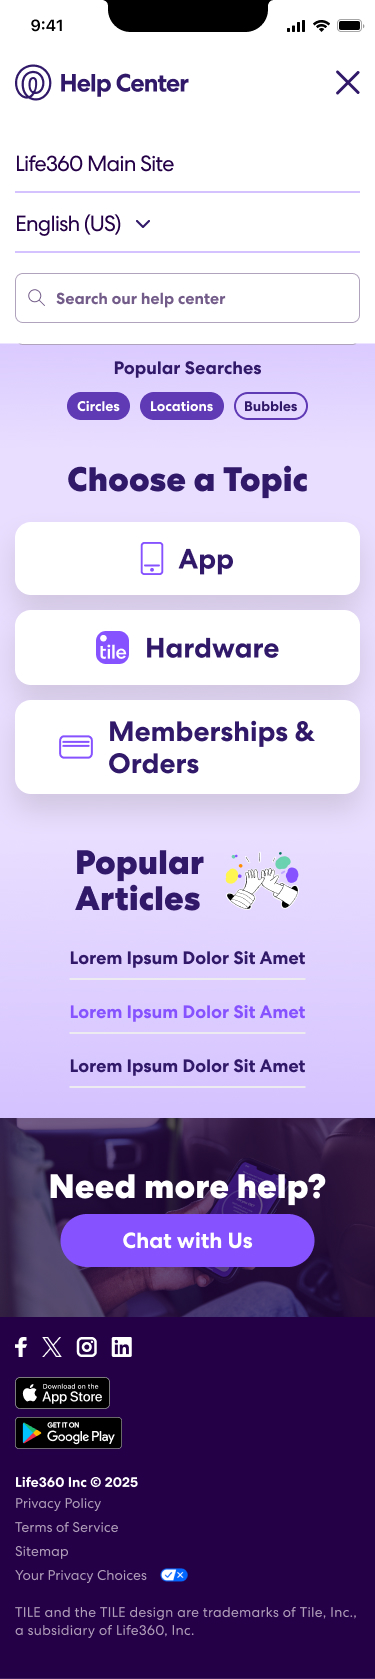 9:41
Help Center
Life360 Main Site
English (US)
Search our help center
Popular Searches
Circles Locations Bubbles
Choose a Topic
App
tile Hardware
Memberships &
Orders
Popular
Articles
Lorem Ipsum Dolor Sit Amet
Lorem Ipsum Dolor Sit Amet
Lorem Ipsum Dolor Sit Amet
Need more help?
Chat with Us
Download on the
App Store
GET IT ON
Google Play
Life360 Inc © 2025
Privacy Policy
Terms of Service
Sitemap
Your Privacy Choices
TILE and the TILE design are trademarks of Tile, Inc.,
a subsidiary of Life360, Inc.